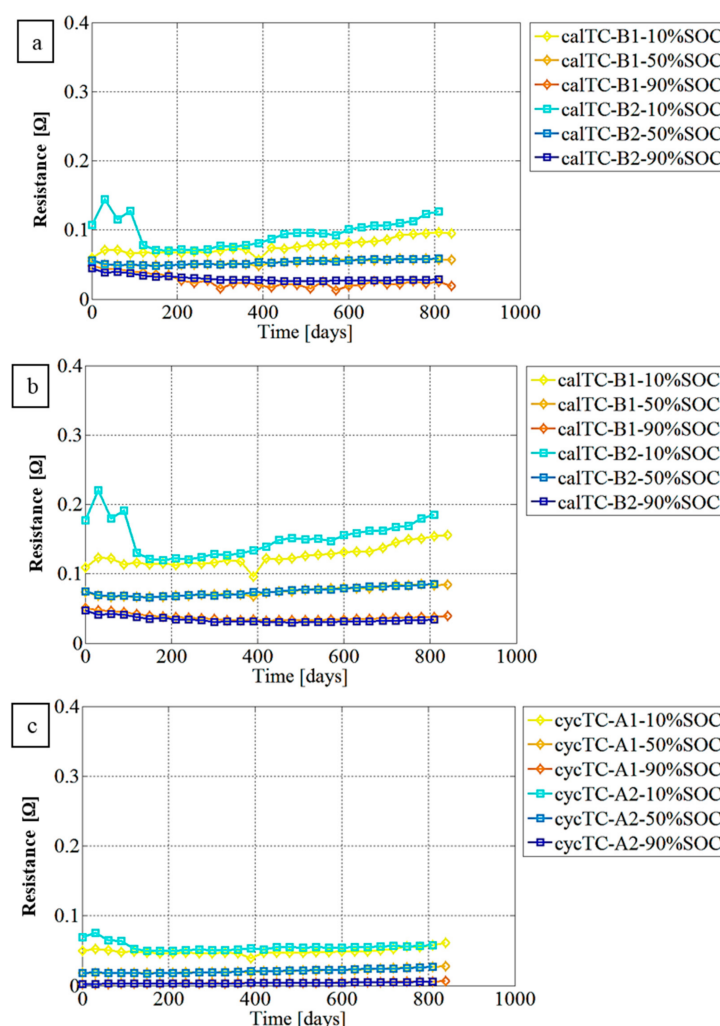 a
0.4
0.3
0.2
0.1
0
Resistance [Ω]
0 200 400 600 800 1000
Time [days]
calTC-B1-10%SOC
calTC-B1-50%SOC
calTC-B1-90%SOC
calTC-B2-10%SOC
calTC-B2-50%SOC
calTC-B2-90%SOC
b
0.4
0.3
0.2
0.1
0
Resistance [Ω]
0 200 400 600 800 1000
Time [days]
calTC-B1-10%SOC
calTC-B1-50%SOC
calTC-B1-90%SOC
calTC-B2-10%SOC
calTC-B2-50%SOC
calTC-B2-90%SOC
c
0.4
0.3
0.2
0.1
0
Resistance [Ω]
0 200 400 600 800 1000
Time [days]
cycTC-A1-10%SOC
cycTC-A1-50%SOC
cycTC-A1-90%SOC
cycTC-A2-10%SOC
cycTC-A2-50%SOC
cycTC-A2-90%SOC